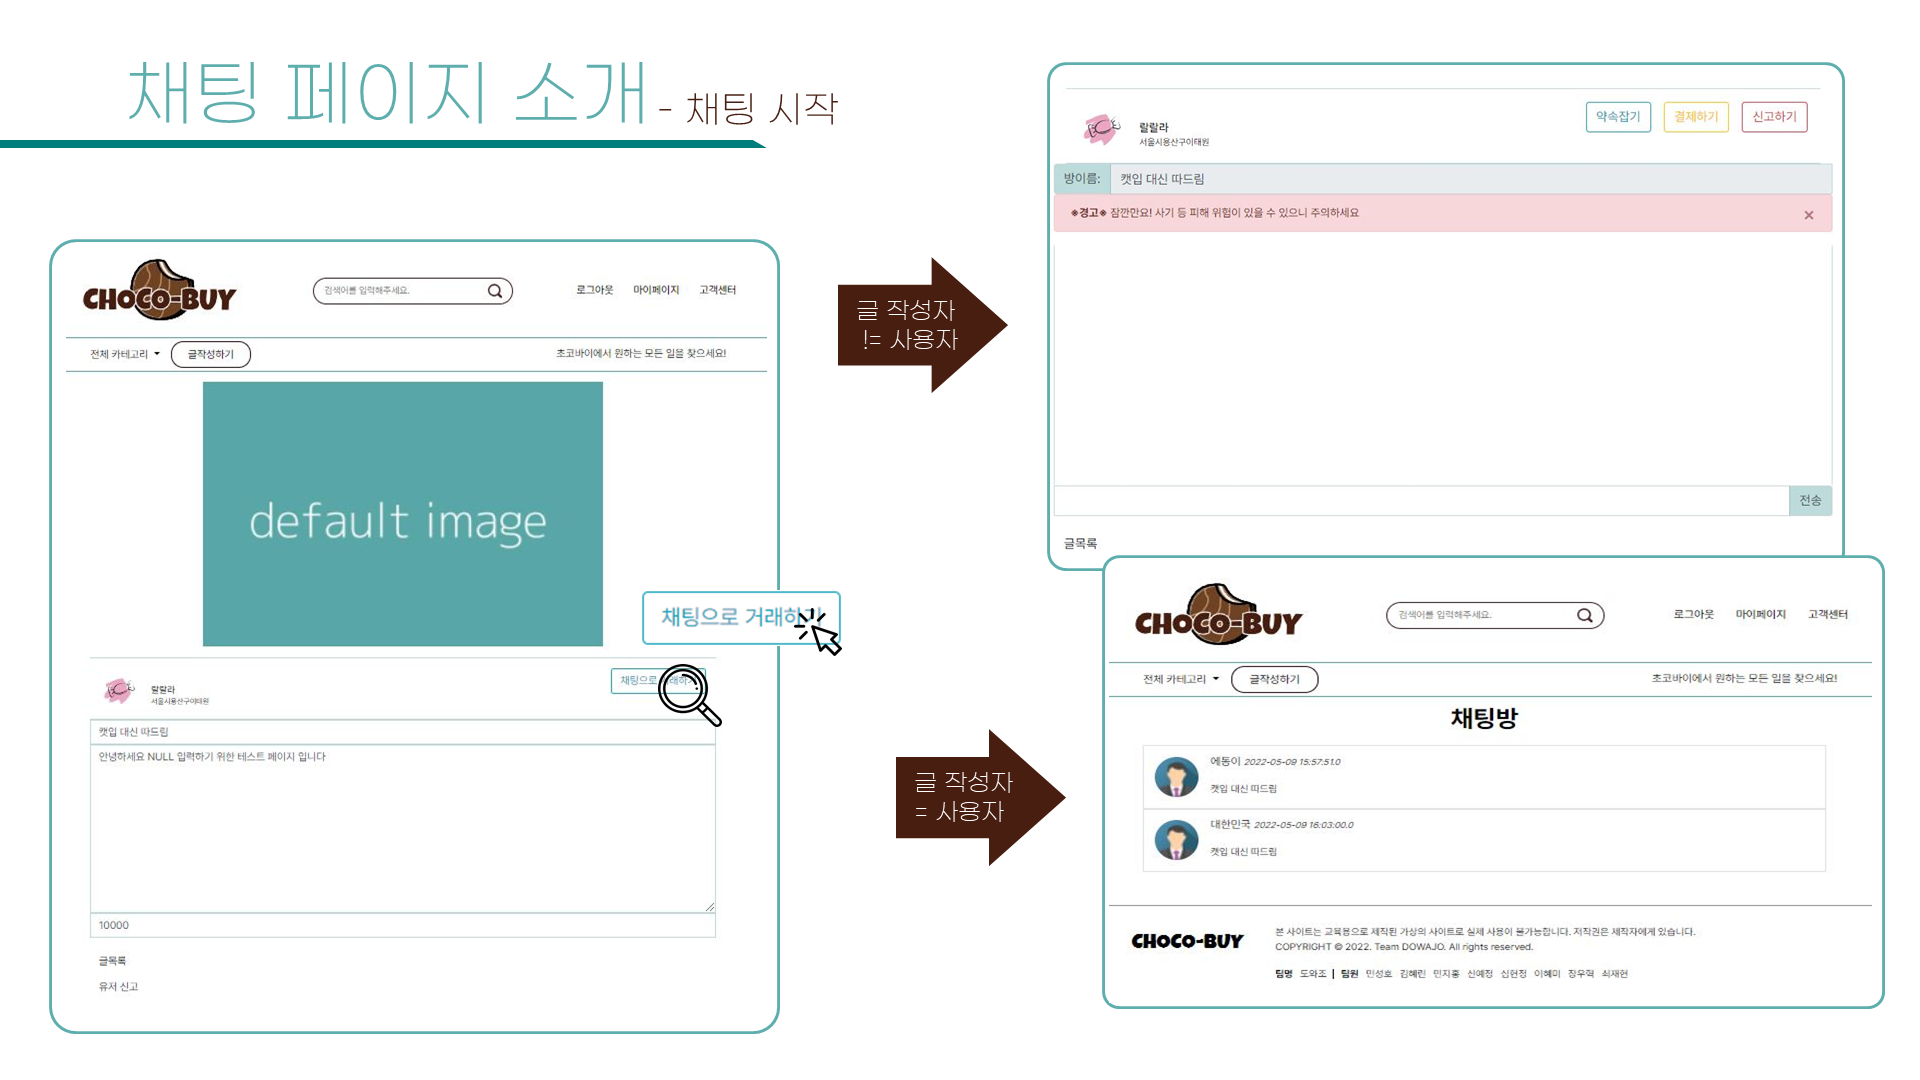 채팅 페이지 소개 - 채팅 시작
CHOCO-BUY
검색어를 입력해주세요.
로그아웃 마이페이지 고객센터
전체 카테고리 글작성하기
초코바이에서 원하는 모든 일을 찾으세요!
default image
채팅으로 거래하기
랄랄라
서울시용산구이태원
채팅으로 거래하기
캣입 대신 따드림
안녕하세요 NULL 입력하기 위한 테스트 페이지 입니다
10000
글목록
유저 신고
글 작성자
!= 사용자
랄랄라
서울시용산구이태원
약속잡기 결제하기 신고하기
방이름: 캣입 대신 따드림
※경고※ 잠깐만요! 사기 등 피해 위험이 있을 수 있으니 주의하세요 ×
전송
글목록
글 작성자
= 사용자
CHOCO-BUY
검색어를 입력해주세요.
로그아웃 마이페이지 고객센터
전체 카테고리 글작성하기
초코바이에서 원하는 모든 일을 찾으세요!
채팅방
에동이 2022-05-09 15:57:51.0
캣입 대신 따드림
대한민국 2022-05-09 16:03:00.0
캣입 대신 따드림
CHOCO-BUY
본 사이트는 교육용으로 제작된 가상의 사이트로 실제 사용이 불가능합니다. 저작권은 제작자에게 있습니다.
COPYRIGHT © 2022. Team DOWAJO. All rights reserved.
팀명 도와조 | 팀원 민성호 김혜린 민지홍 신예정 신현정 이혜미 장우혁 최재현